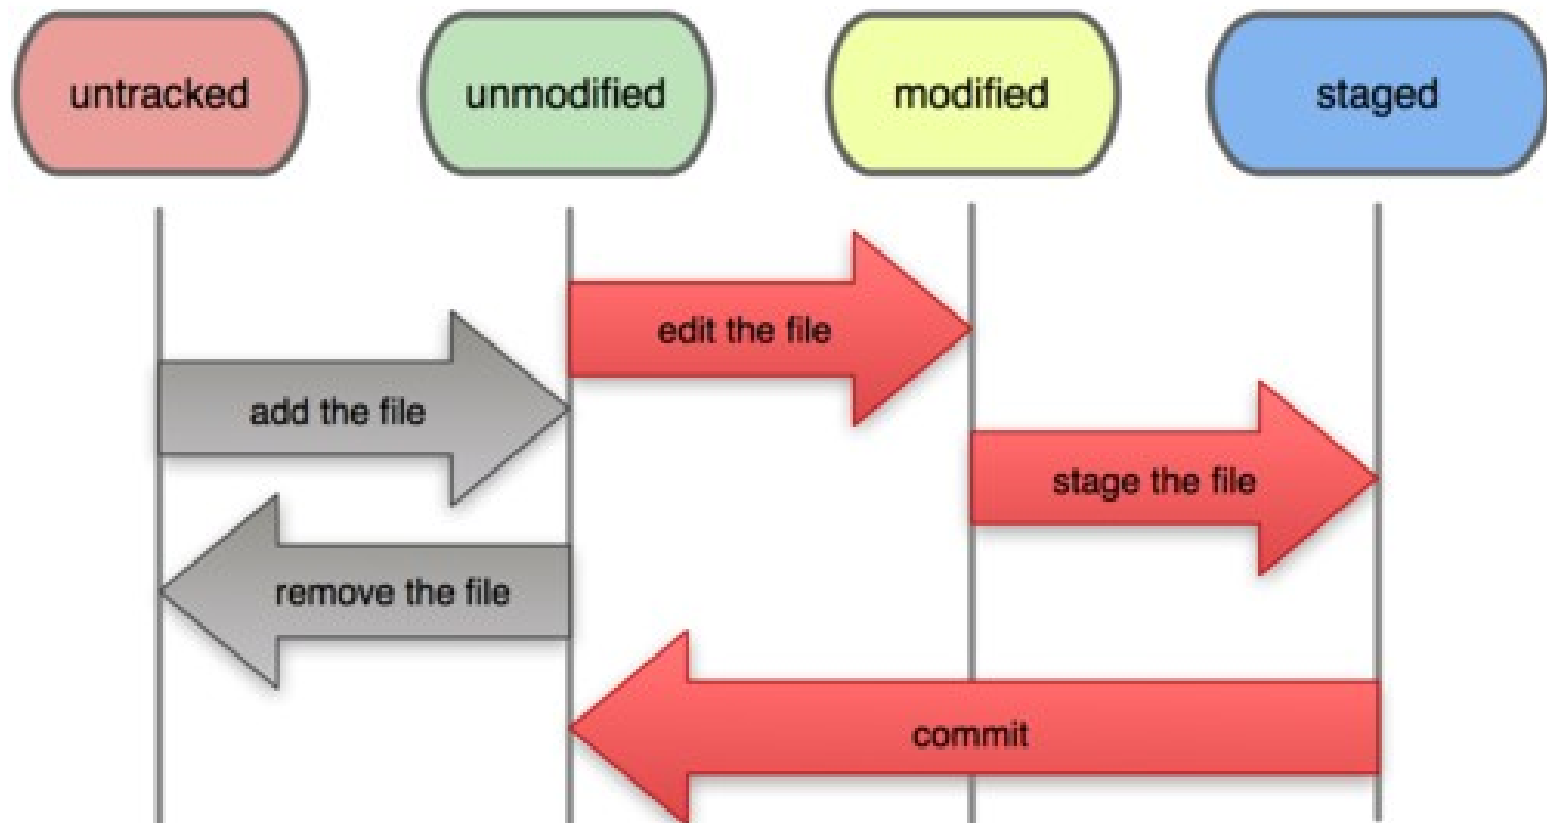 untracked
unmodified
modified
staged
edit the file
add the file
stage the file
remove the file
commit